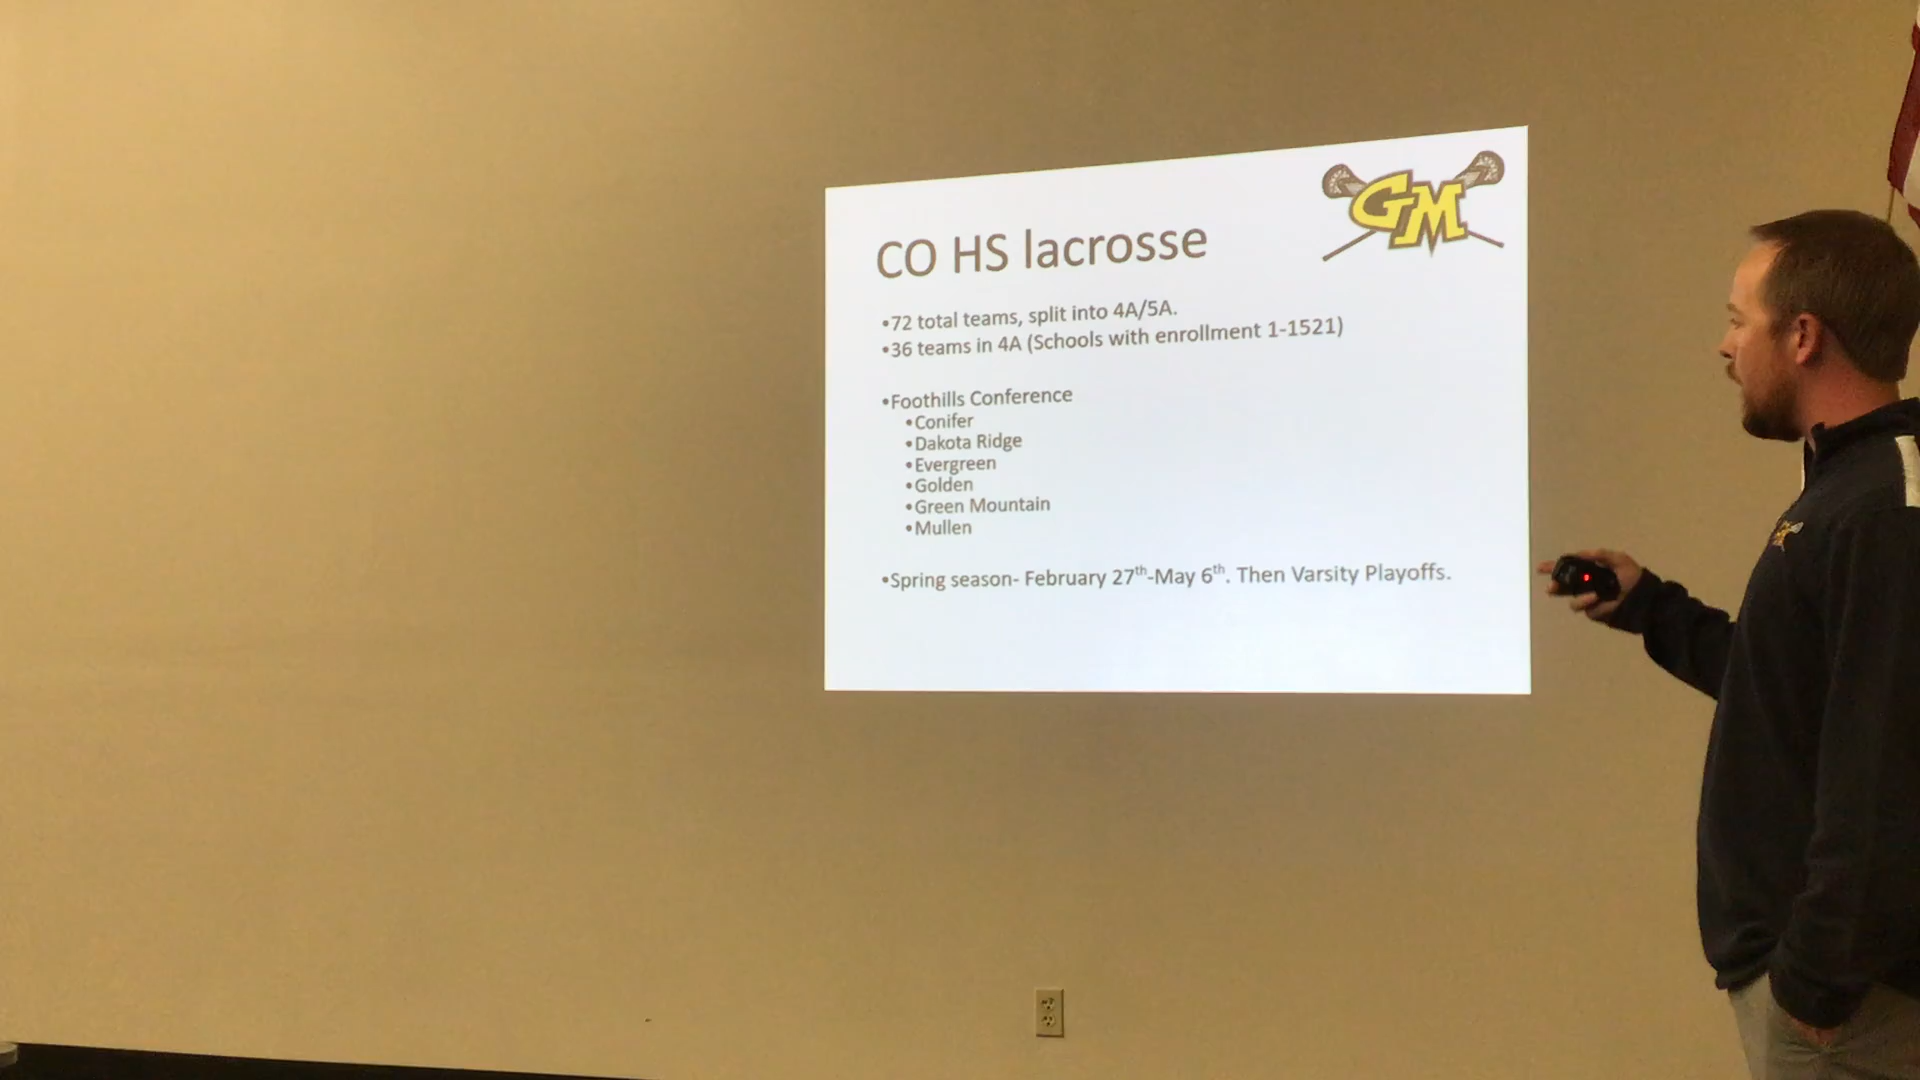 GM
CO HS lacrosse
•72 total teams, split into 4A/5A.
•36 teams in 4A (Schools with enrollment 1-1521)
•Foothills Conference
•Conifer
•Dakota Ridge
•Evergreen
•Golden
•Green Mountain
•Mullen
•Spring season- February 27th-May 6th. Then Varsity Playoffs.